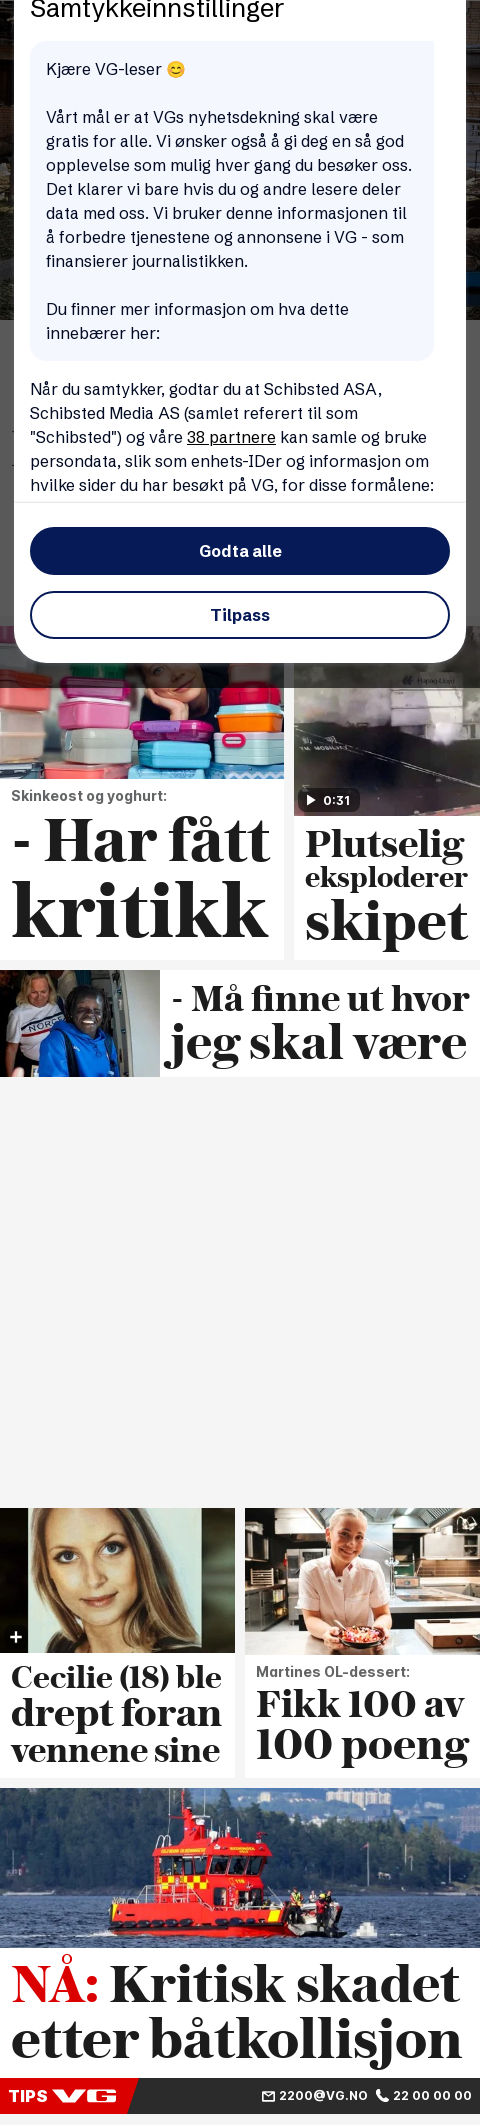 Samtykkeinnstillinger
Kjære VG-leser 😊
Vårt mål er at VGs nyhetsdekning skal være
gratis for alle. Vi ønsker også å gi deg en så god
opplevelse som mulig hver gang du besøker oss.
Det klarer vi bare hvis du og andre lesere deler
data med oss. Vi bruker denne informasjonen til
å forbedre tjenestene og annonsene i VG - som
finansierer journalistikken.
Du finner mer informasjon om hva dette
innebærer her:
Når du samtykker, godtar du at Schibsted ASA,
Schibsted Media AS (samlet referert til som
"Schibsted") og våre 38 partnere kan samle og bruke
persondata, slik som enhets-IDer og informasjon om
hvilke sider du har besøkt på VG, for disse formålene:
Godta alle
Tilpass
Hapag-Lloyd
0:31
Skinkeost og yoghurt:
- Har fått
kritikk
Plutselig
eksploderer
skipet
NORGE
- Må finne ut hvor
jeg skal være
Cecilie (18) ble
drept foran
vennene sine
Martines OL-dessert:
Fikk 100 av
100 poeng
NÅ: Kritisk skadet
etter båtkollisjon
TIPS VG 2200@VG.NO 22 00 00 00